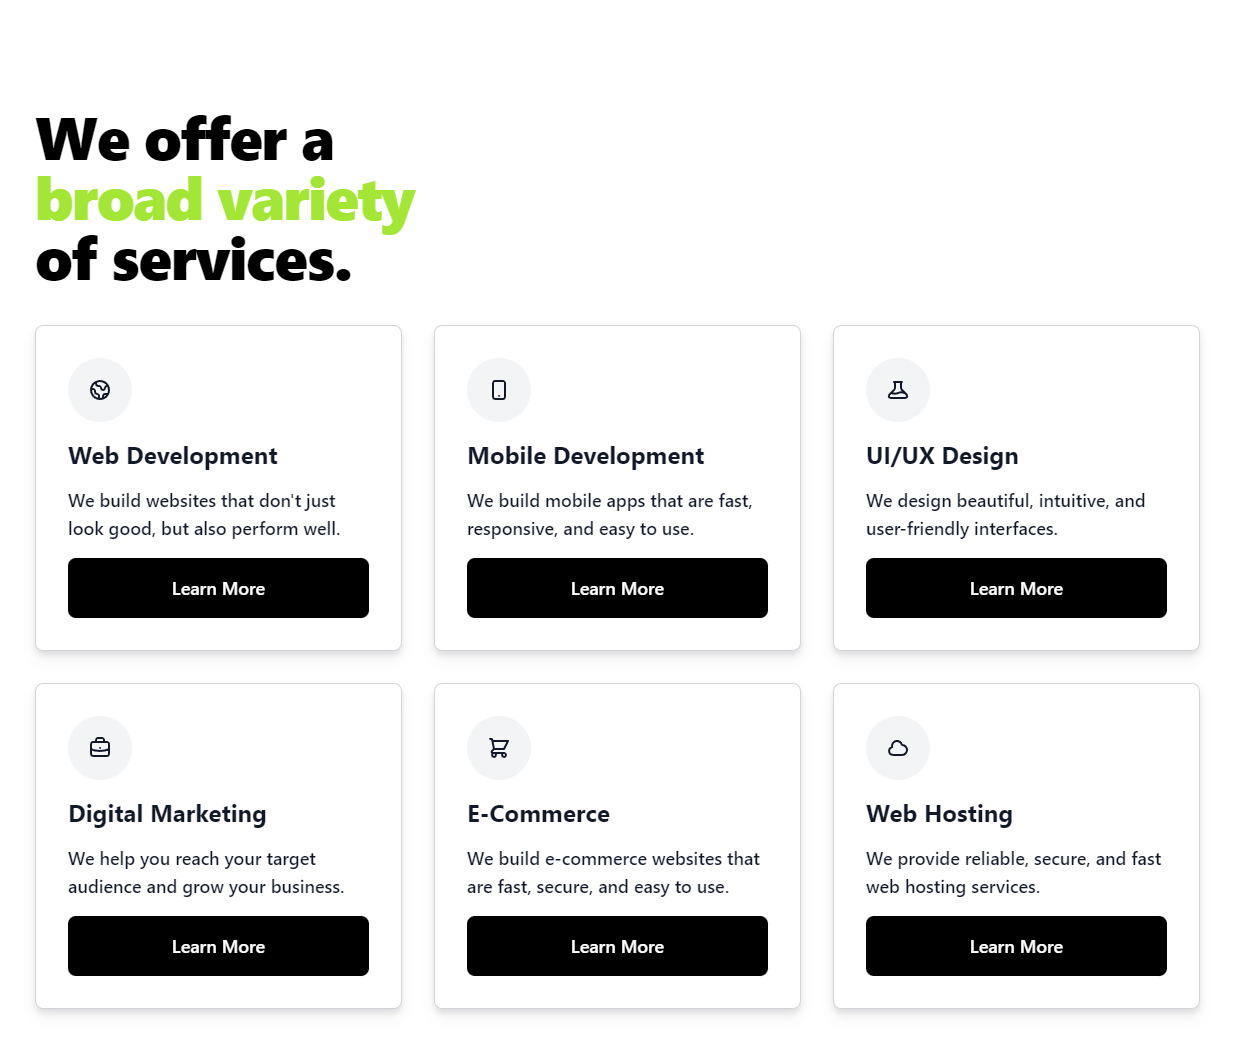 We offer a
broad variety
of services.
Web Development
We build websites that don't just
look good, but also perform well.
Learn More
Mobile Development
We build mobile apps that are fast,
responsive, and easy to use.
Learn More
UI/UX Design
We design beautiful, intuitive, and
user-friendly interfaces.
Learn More
Digital Marketing
We help you reach your target
audience and grow your business.
Learn More
E-Commerce
We build e-commerce websites that
are fast, secure, and easy to use.
Learn More
Web Hosting
We provide reliable, secure, and fast
web hosting services.
Learn More